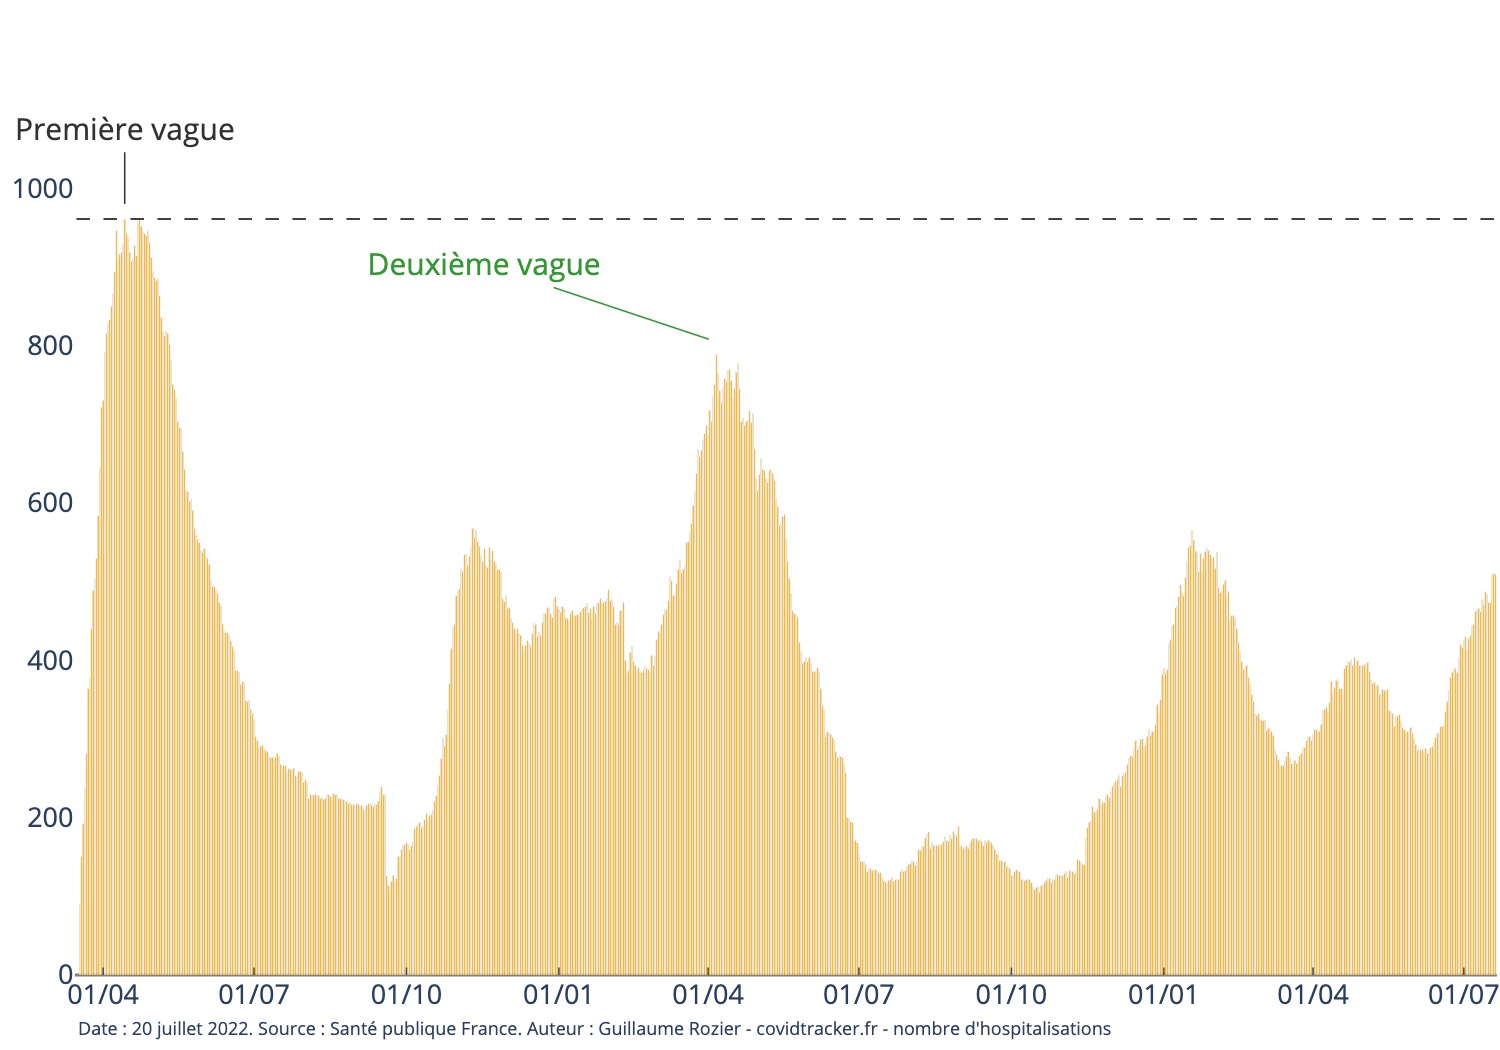 Première vague
1000
Deuxième vague
800
600
400
200
0
01/04 01/07 01/10 01/01 01/04 01/07 01/10 01/01 01/04 01/07
Date : 20 juillet 2022. Source : Santé publique France. Auteur : Guillaume Rozier - covidtracker.fr - nombre d'hospitalisations